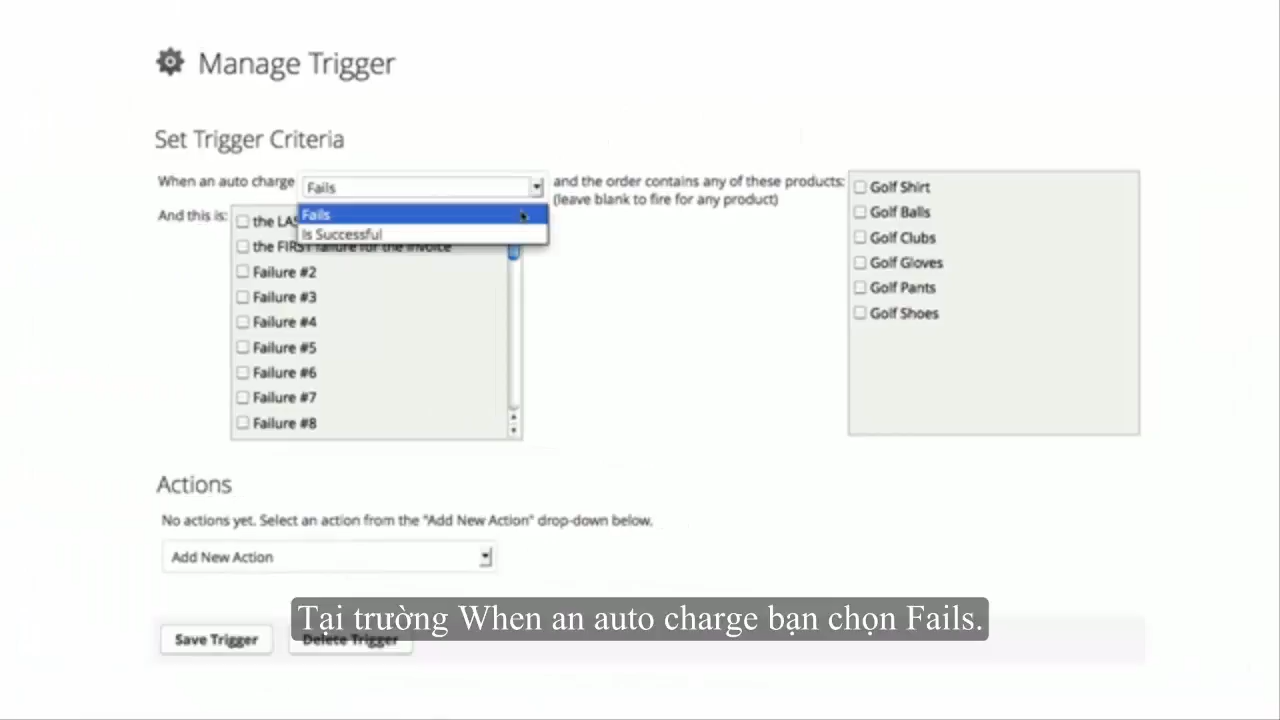 Manage Trigger
Set Trigger Criteria
When an auto charge
Fails
and the order contains any of these products:
(leave blank to fire for any product)
Fails
Is Successful
And this is:
the LAS
the FIRST failure for the invoice
Failure #2
Failure #3
Failure #4
Failure #5
Failure #6
Failure #7
Failure #8
Golf Shirt
Golf Balls
Golf Clubs
Golf Gloves
Golf Pants
Golf Shoes
Actions
No actions yet. Select an action from the "Add New Action" drop-down below.
Add New Action
Tại trường When an auto charge bạn chọn Fails.
Save Trigger
Delete Trigger